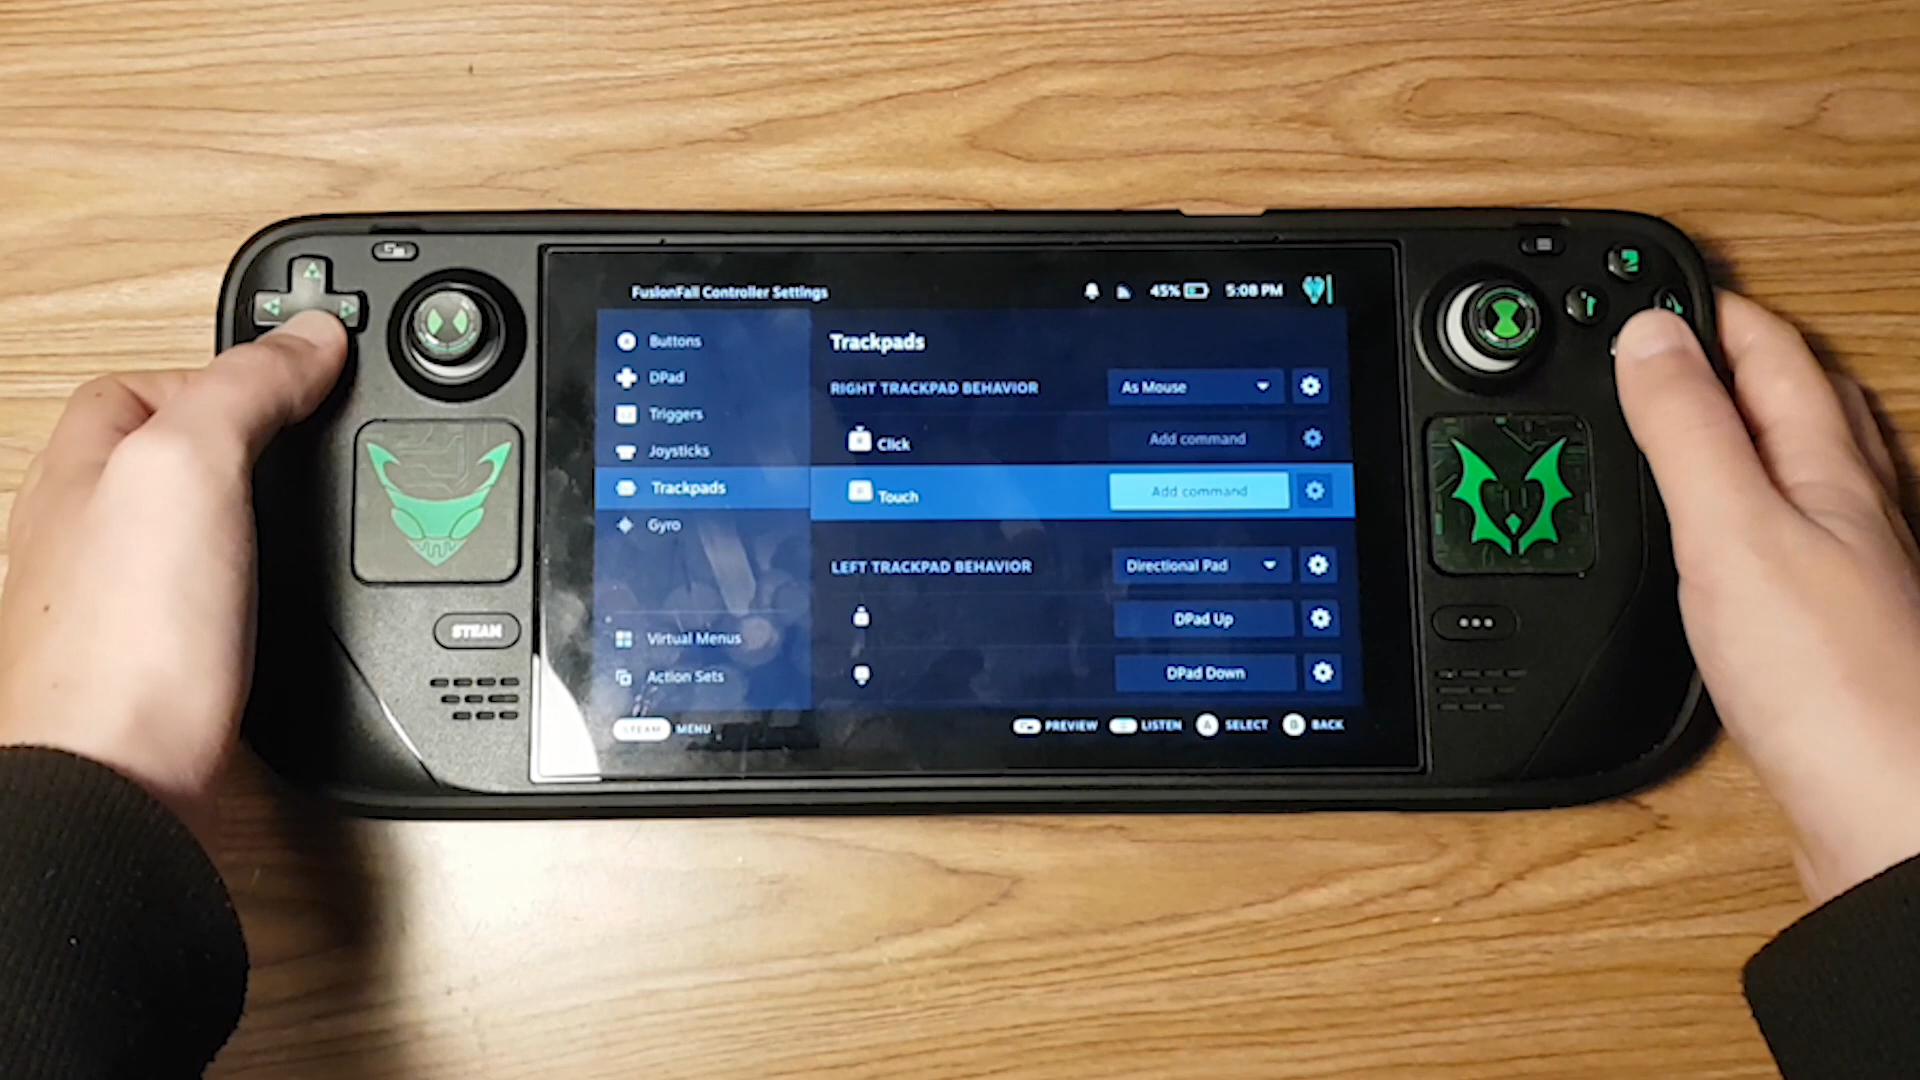 FusionFall Controller Settings
45%
5:08 PM
Buttons
DPad
Triggers
Joysticks
Trackpads
Gyro
Virtual Menus
Action Sets
Trackpads
RIGHT TRACKPAD BEHAVIOR
As Mouse
Click
Add command
Touch
Add command
LEFT TRACKPAD BEHAVIOR
Directional Pad
DPad Up
DPad Down
STEAM MENU
PREVIEW
LISTEN
A SELECT
B BACK
STEAM